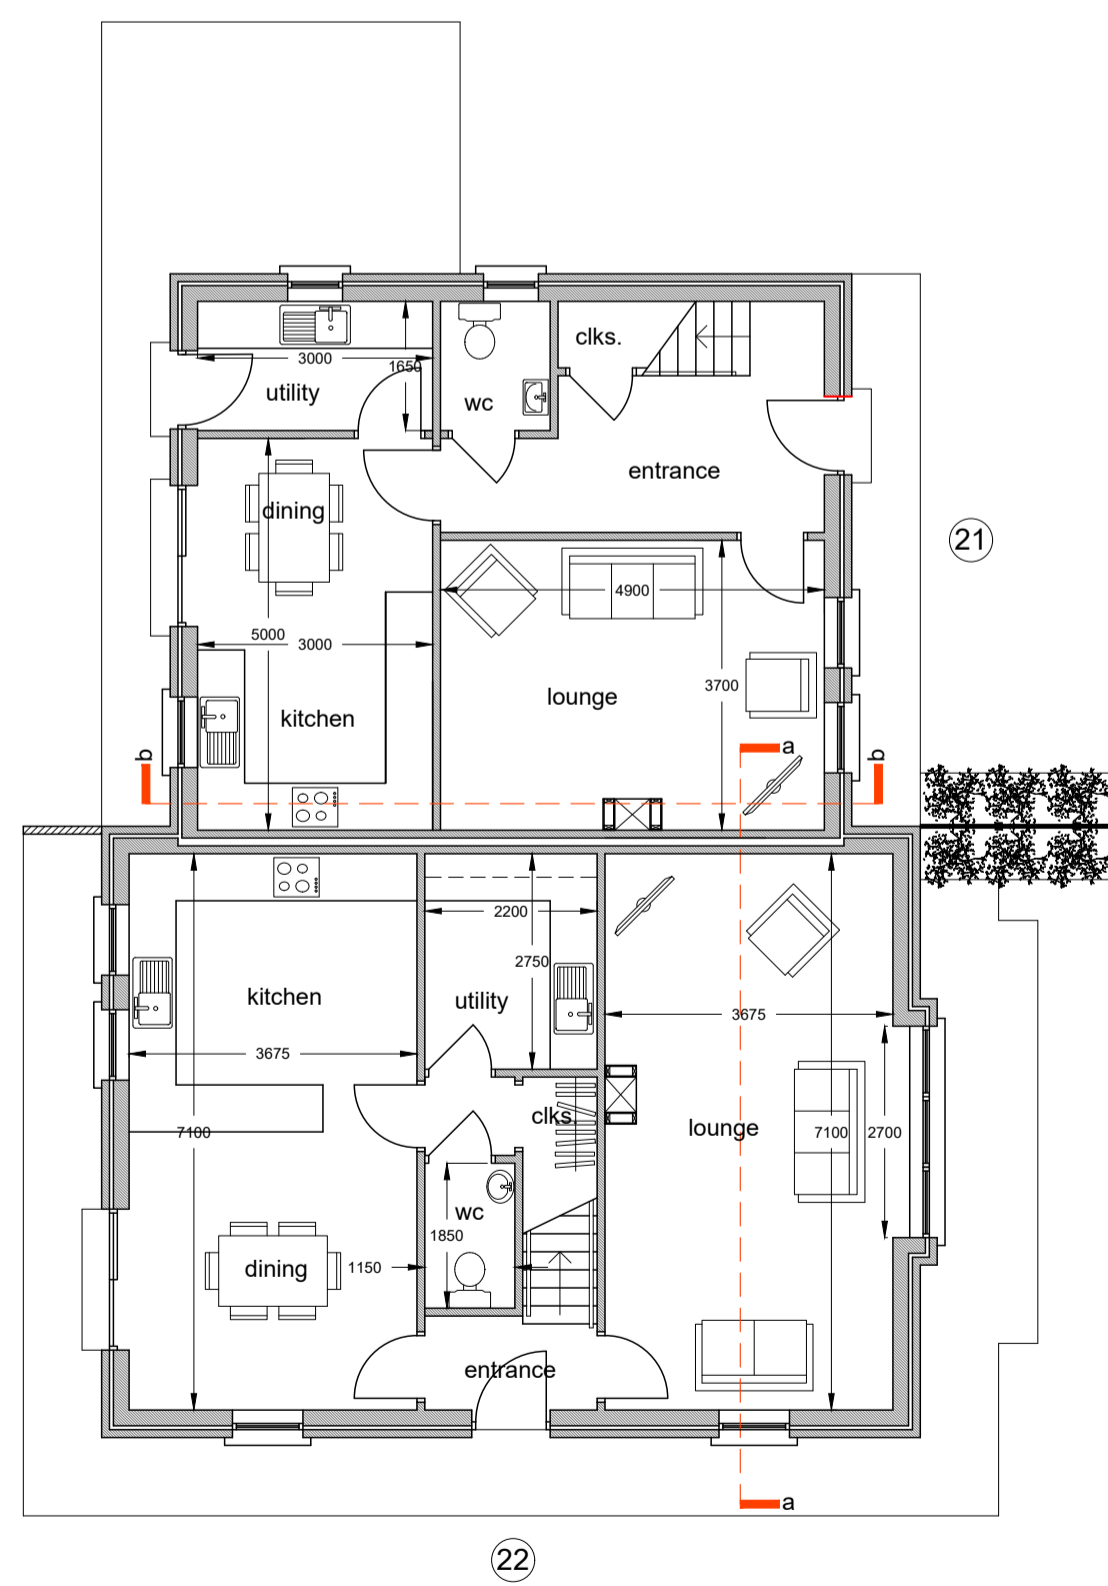 clks.
3000
1650
utility
wc
entrance
dining
21
4900
5000
3000
3700
lounge
kitchen
b
a
b
2200
2750
kitchen
utility
3675
3675
clks.
7100
lounge
7100
2700
wc
1850
dining
1150
entrance
a
22